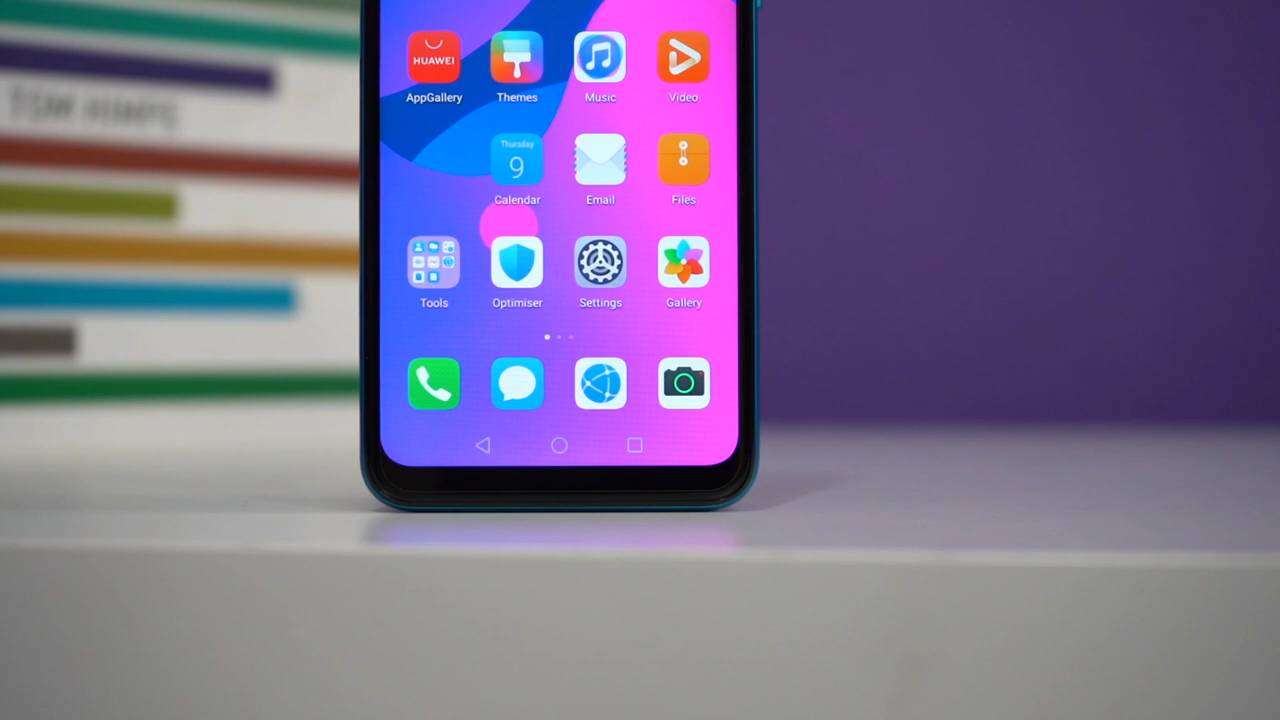 HUAWEI
AppGallery
Themes
Music
Video
Thursday
9
Calendar
Email
Files
Tools
Optimiser
Settings
Gallery